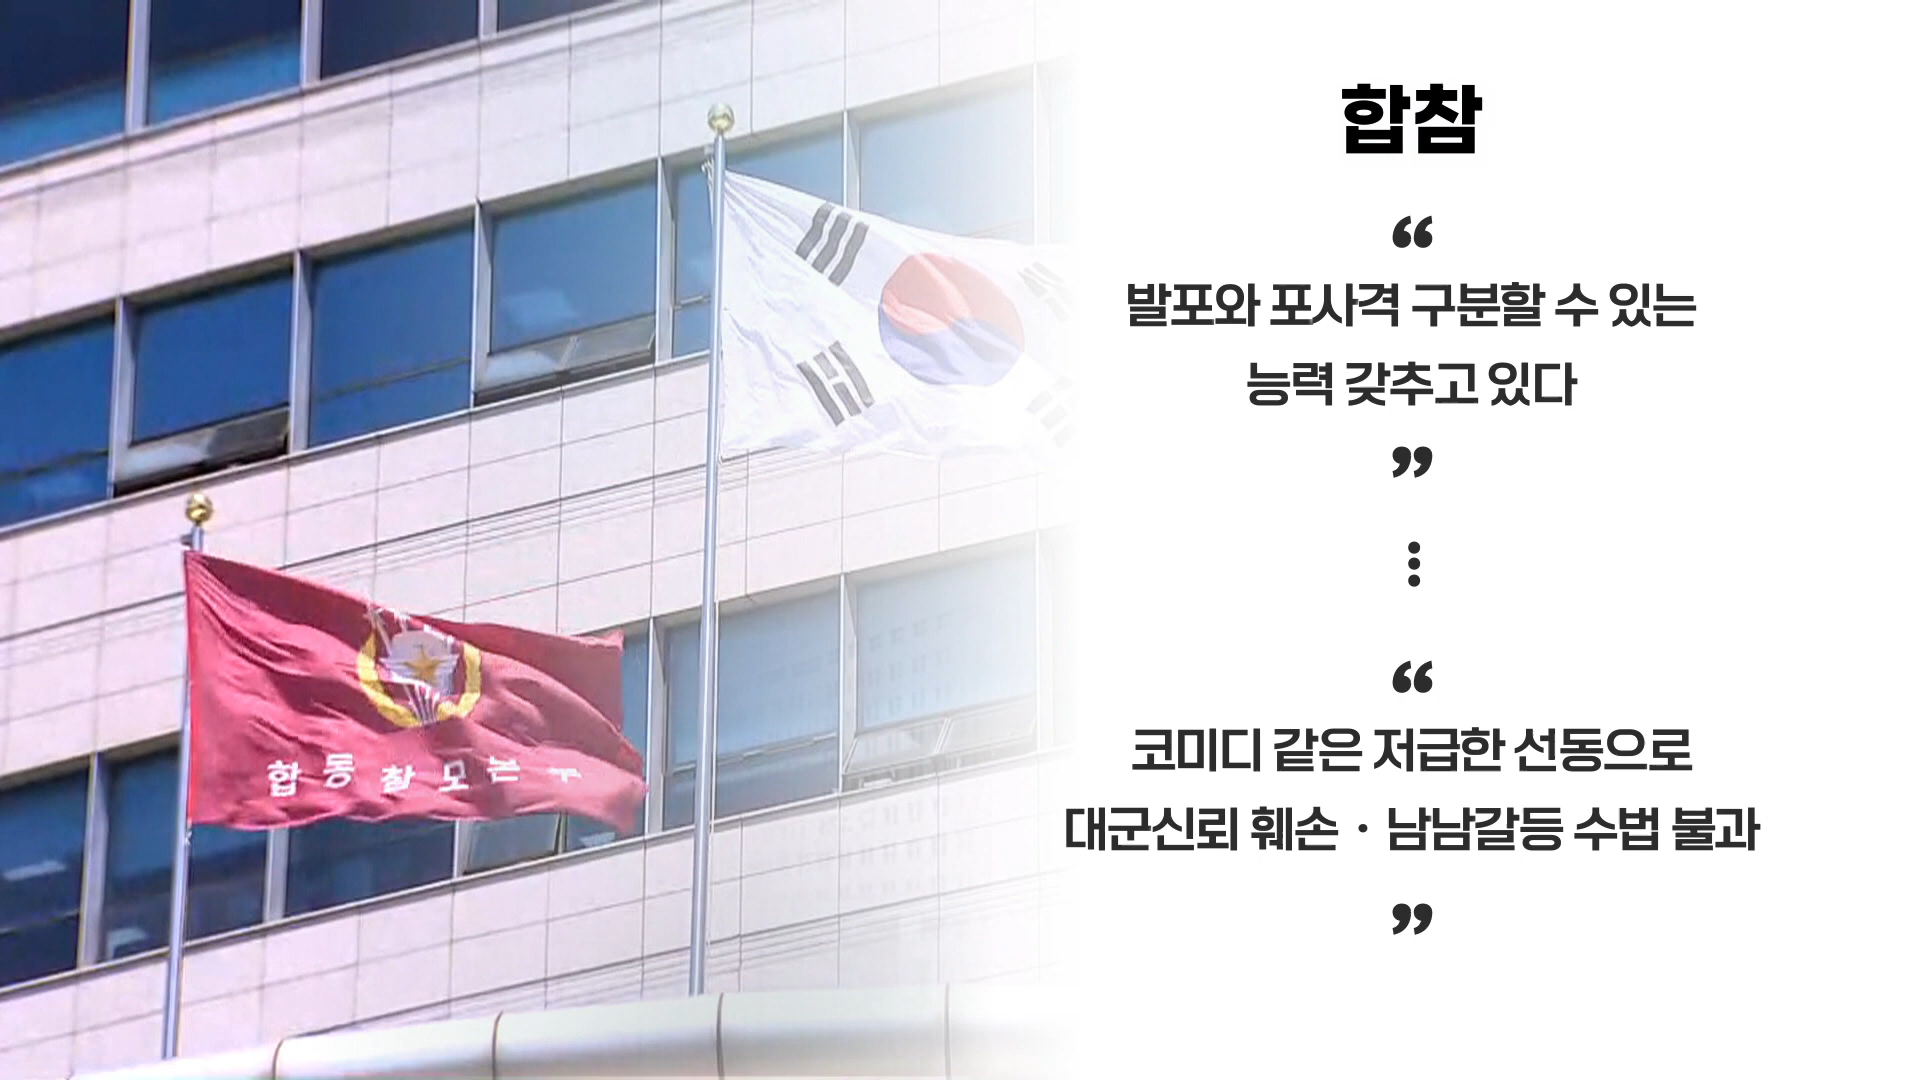 합참
“
발포와 포사격 구분할 수 있는
능력 갖추고 있다
”
⋮
“
코미디 같은 저급한 선동으로
대군신뢰 훼손 · 남남갈등 수법 불과
”
합동참모본부